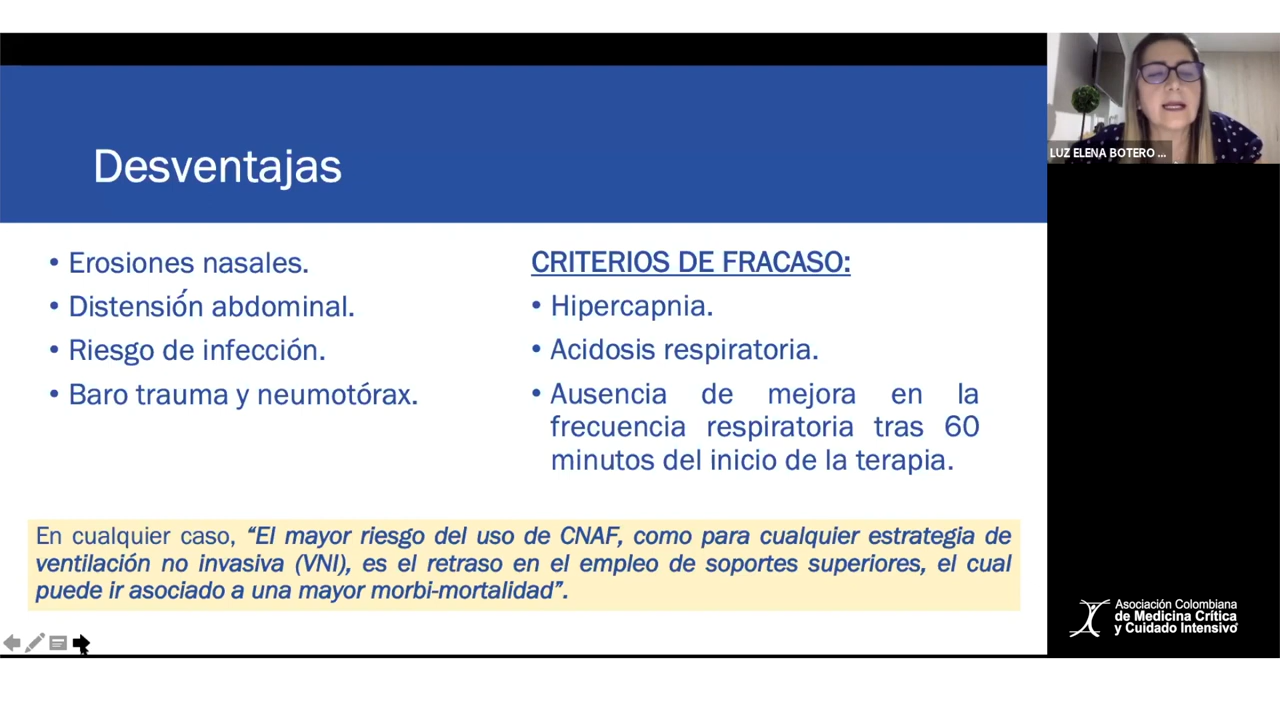 Desventajas
• Erosiones nasales.
• Distensión abdominal.
• Riesgo de infección.
• Baro trauma y neumotórax.
CRITERIOS DE FRACASO:
• Hipercapnia.
• Acidosis respiratoria.
• Ausencia de mejora en la
frecuencia respiratoria tras 60
minutos del inicio de la terapia.
En cualquier caso, “El mayor riesgo del uso de CNAF, como para cualquier estrategia de
ventilación no invasiva (VNI), es el retraso en el empleo de soportes superiores, el cual
puede ir asociado a una mayor morbi-mortalidad”.
LUZ ELENA BOTERO ...
Asociación Colombiana
de Medicina Crítica
y Cuidado Intensivo